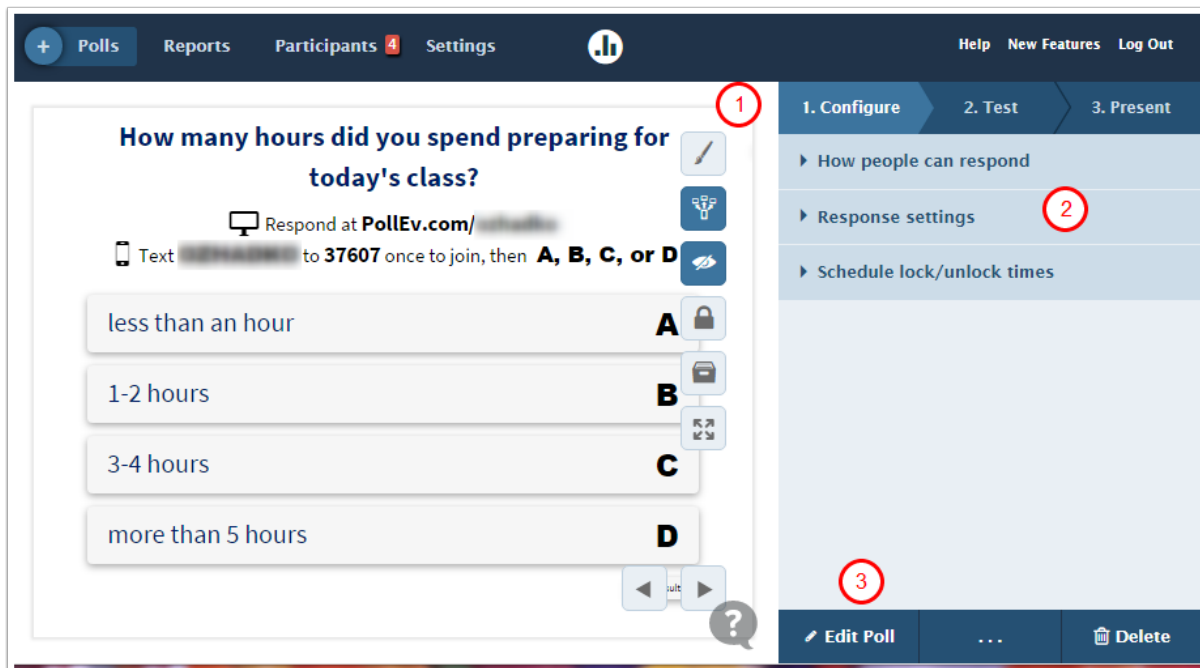 + Polls Reports Participants 4 Settings Help New Features Log Out
1
1. Configure 2. Test 3. Present
How many hours did you spend preparing for
today's class?
Respond at PollEv.com/
Text to 37607 once to join, then A, B, C, or D
less than an hour A
1-2 hours B
3-4 hours C
more than 5 hours D
?
How people can respond
Response settings 2
Schedule lock/unlock times
3
Edit Poll ... Delete